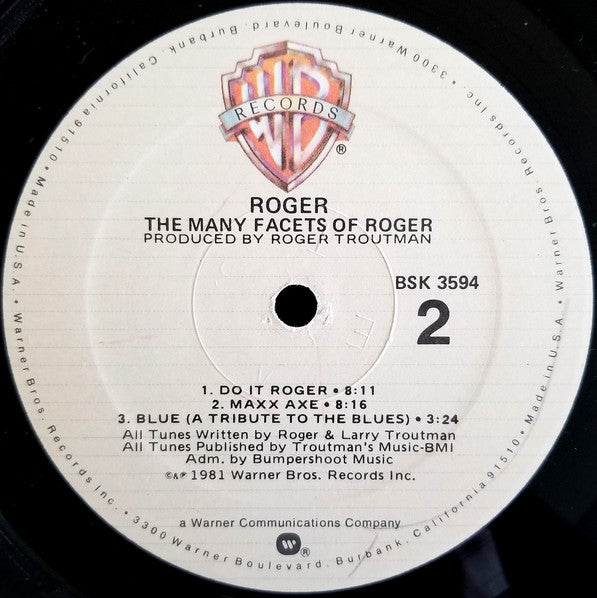 WB
RECORDS
®
ROGER
THE MANY FACETS OF ROGER
PRODUCED BY ROGER TROUTMAN
BSK 3594
2
1. DO IT ROGER • 8:11
2. MAXX AXE • 8:16
3. BLUE (A TRIBUTE TO THE BLUES) • 3:24
All Tunes Written by Roger & Larry Troutman
All Tunes Published by Troutman's Music-BMI
Adm. by Bumpershoot Music
©&℗ 1981 Warner Bros. Records Inc.
a Warner Communications Company
W ®
Warner Bros. Records Inc. • 3300 Warner Boulevard, Burbank, California 91510 • Made in U.S.A. • Warner Bros. Records Inc. • 3300 Warner Boulevard, Burbank, California 91510 • Made in U.S.A. •